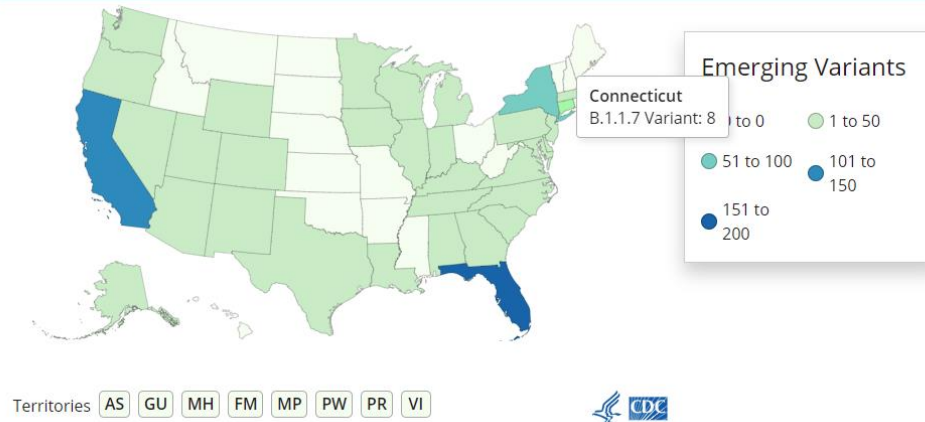 Emerging Variants
Connecticut
B.1.1.7 Variant: 8
to 0
1 to 50
51 to 100
101 to
150
151 to
200
Territories AS GU MH FM MP PW PR VI
CDC